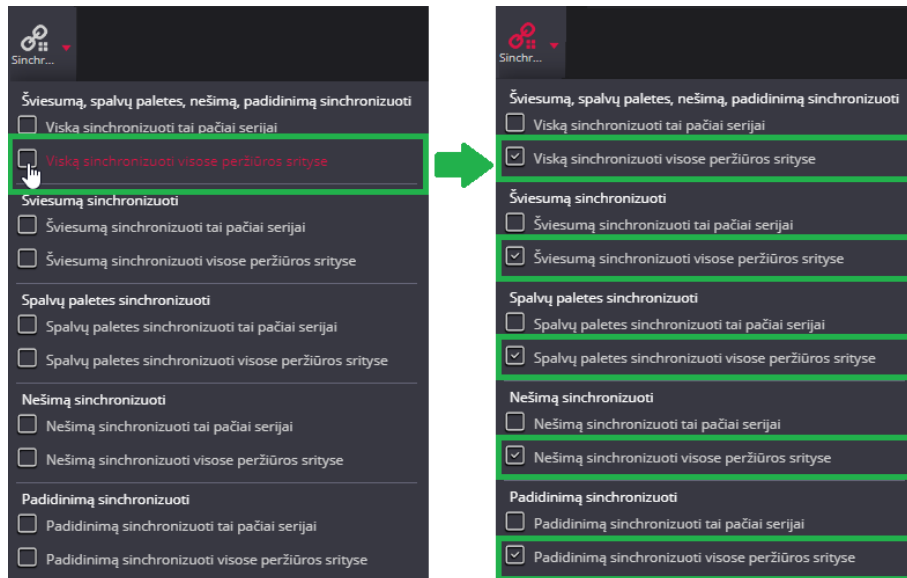 Sinchr...
Šviesumą, spalvų paletes, nešimą, padidinimą sinchronizuoti
Viską sinchronizuoti tai pačiai serijai
Viską sinchronizuoti visose peržiūros srityse
Šviesumą sinchronizuoti
Šviesumą sinchronizuoti tai pačiai serijai
Šviesumą sinchronizuoti visose peržiūros srityse
Spalvų paletes sinchronizuoti
Spalvų paletes sinchronizuoti tai pačiai serijai
Spalvų paletes sinchronizuoti visose peržiūros srityse
Nešimą sinchronizuoti
Nešimą sinchronizuoti tai pačiai serijai
Nešimą sinchronizuoti visose peržiūros srityse
Padidinimą sinchronizuoti
Padidinimą sinchronizuoti tai pačiai serijai
Padidinimą sinchronizuoti visose peržiūros srityse
Sinchr...
Šviesumą, spalvų paletes, nešimą, padidinimą sinchronizuoti
Viską sinchronizuoti tai pačiai serijai
Viską sinchronizuoti visose peržiūros srityse
Šviesumą sinchronizuoti
Šviesumą sinchronizuoti tai pačiai serijai
Šviesumą sinchronizuoti visose peržiūros srityse
Spalvų paletes sinchronizuoti
Spalvų paletes sinchronizuoti tai pačiai serijai
Spalvų paletes sinchronizuoti visose peržiūros srityse
Nešimą sinchronizuoti
Nešimą sinchronizuoti tai pačiai serijai
Nešimą sinchronizuoti visose peržiūros srityse
Padidinimą sinchronizuoti
Padidinimą sinchronizuoti tai pačiai serijai
Padidinimą sinchronizuoti visose peržiūros srityse